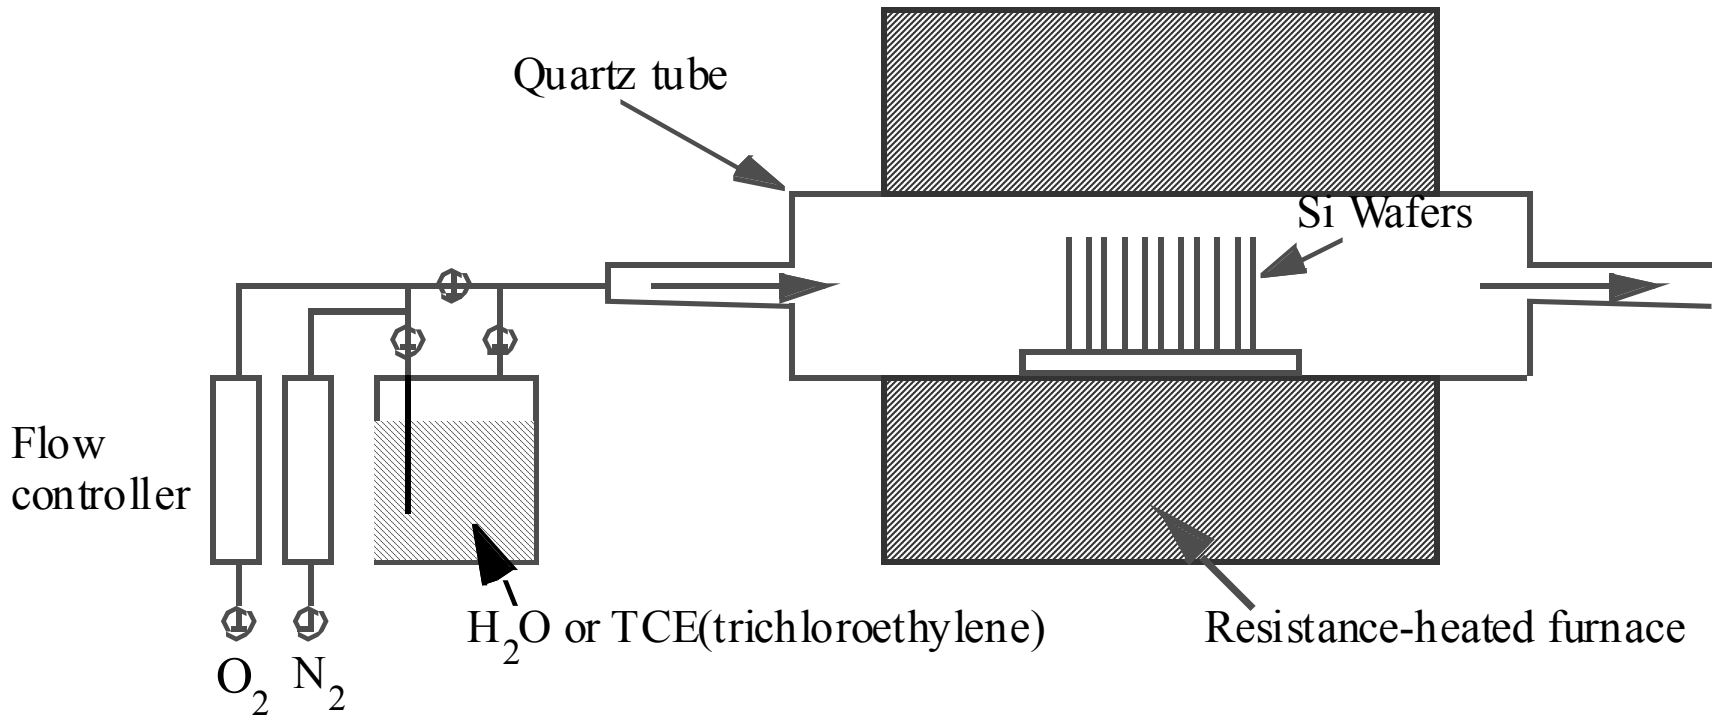 Quartz tube
Si Wafers
Flow
controller
H₂O or TCE(trichloroethylene)
Resistance-heated furnace
O₂ N₂